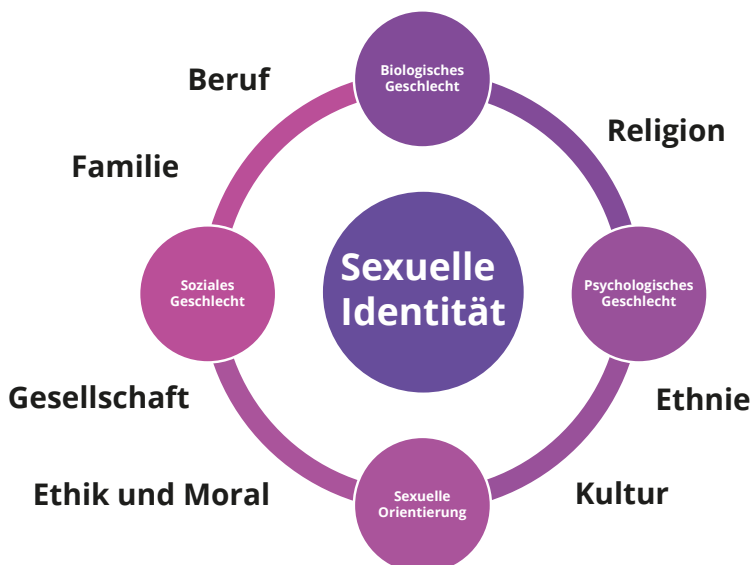 Biologisches
Geschlecht
Beruf
Religion
Familie
Sexuelle
Identität
Soziales
Geschlecht
Psychologisches
Geschlecht
Gesellschaft
Ethnie
Ethik und Moral
Sexuelle
Orientierung
Kultur